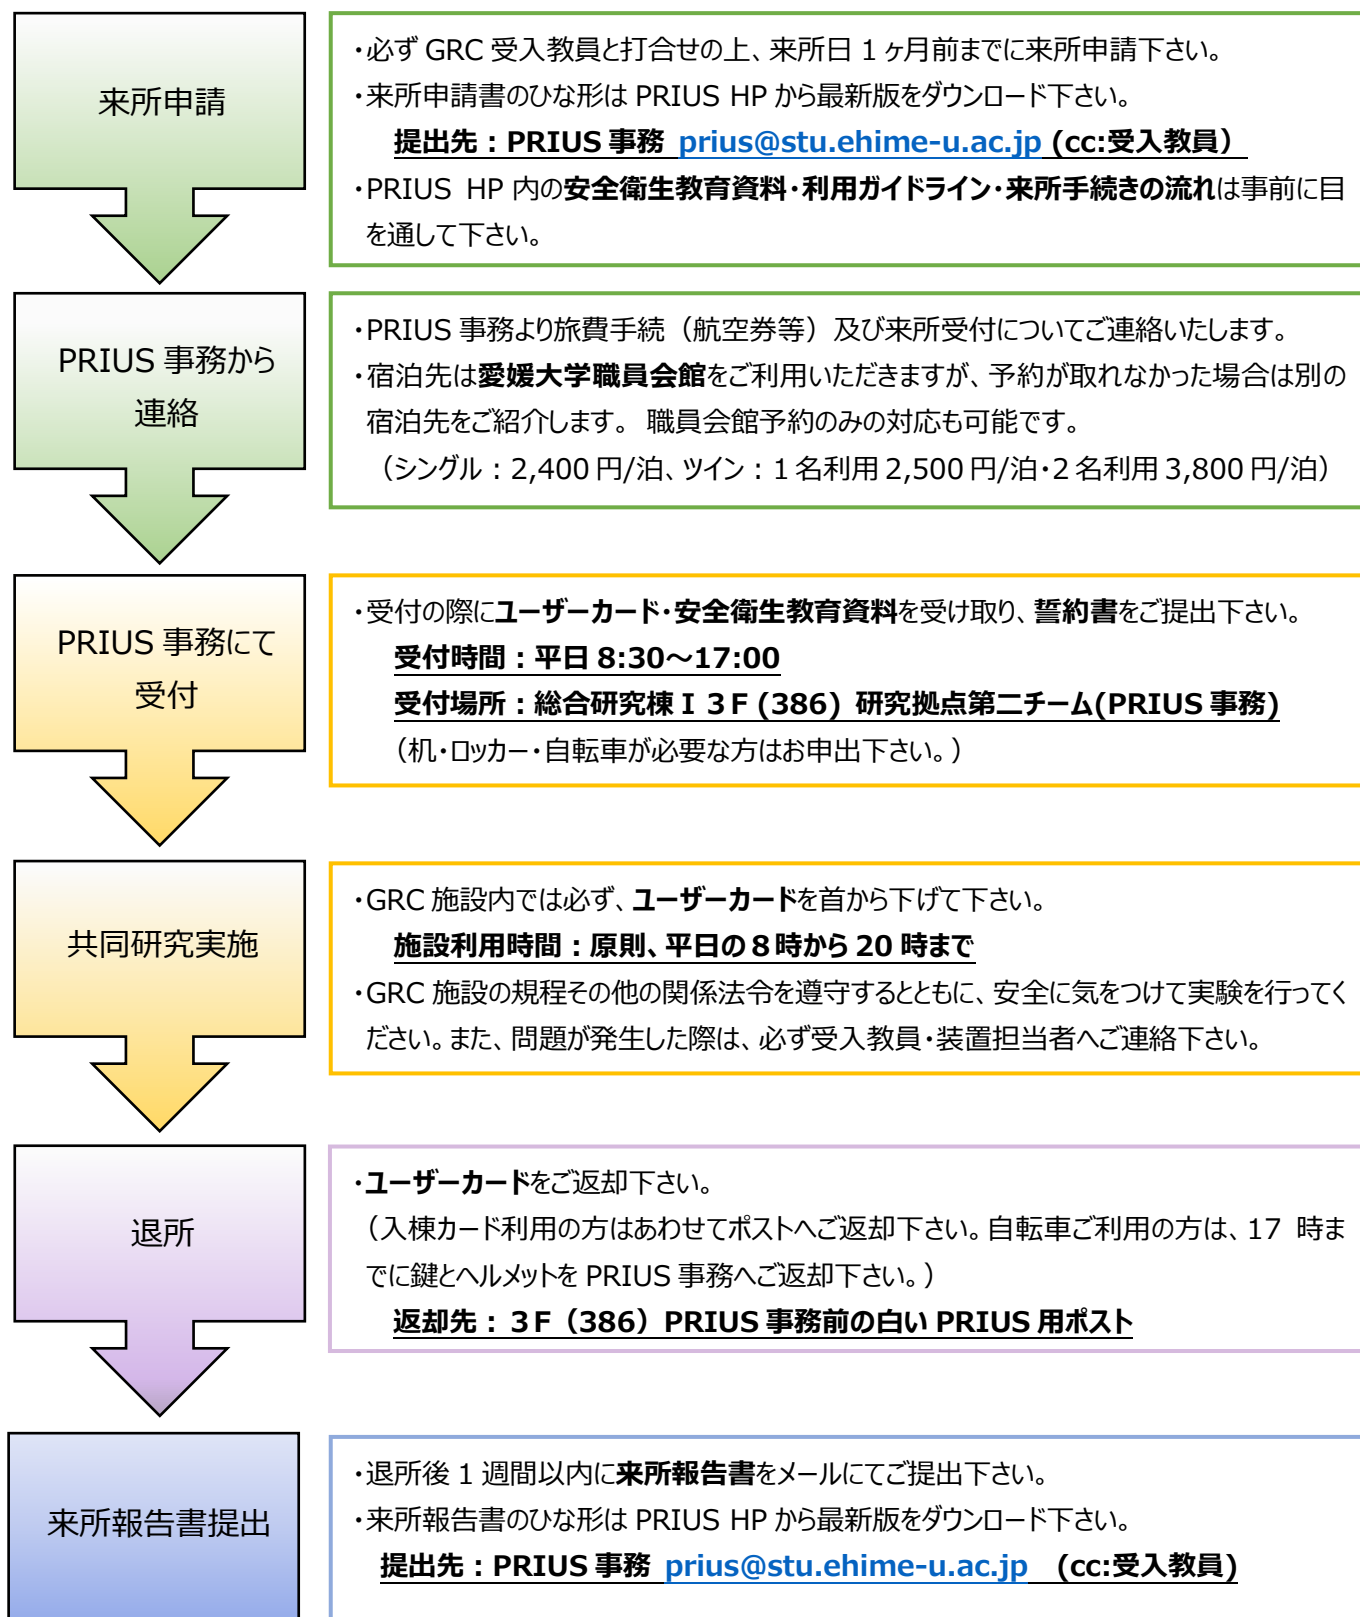 来所申請
・必ず GRC 受入教員と打合せの上、来所日 1 ヶ月前までに来所申請下さい。
・来所申請書のひな形は PRIUS HP から最新版をダウンロード下さい。
提出先：PRIUS 事務 prius@stu.ehime-u.ac.jp (cc:受入教員）
・PRIUS HP 内の安全衛生教育資料・利用ガイドライン・来所手続きの流れは事前に目
を通して下さい。
PRIUS 事務から
連絡
・PRIUS 事務より旅費手続（航空券等）及び来所受付についてご連絡いたします。
・宿泊先は愛媛大学職員会館をご利用いただきますが、予約が取れなかった場合は別の
宿泊先をご紹介します。 職員会館予約のみの対応も可能です。
（シングル：2,400 円/泊、ツイン：1 名利用 2,500 円/泊・2 名利用 3,800 円/泊）
PRIUS 事務にて
受付
・受付の際にユーザーカード・安全衛生教育資料を受け取り、誓約書をご提出下さい。
受付時間：平日 8:30～17:00
受付場所：総合研究棟Ⅰ３Ｆ(386) 研究拠点第二チーム(PRIUS 事務)
（机・ロッカー・自転車が必要な方はお申出下さい。）
共同研究実施
・GRC 施設内では必ず、ユーザーカードを首から下げて下さい。
施設利用時間：原則、平日の８時から 20 時まで
・GRC 施設の規程その他の関係法令を遵守するとともに、安全に気をつけて実験を行ってく
ださい。また、問題が発生した際は、必ず受入教員・装置担当者へご連絡下さい。
退所
・ユーザーカードをご返却下さい。
（入棟カード利用の方はあわせてポストへご返却下さい。自転車ご利用の方は、17 時ま
でに鍵とヘルメットを PRIUS 事務へご返却下さい。）
返却先：３Ｆ（386）PRIUS 事務前の白い PRIUS 用ポスト
来所報告書提出
・退所後 1 週間以内に来所報告書をメールにてご提出下さい。
・来所報告書のひな形は PRIUS HP から最新版をダウンロード下さい。
提出先：PRIUS 事務 prius@stu.ehime-u.ac.jp (cc:受入教員)